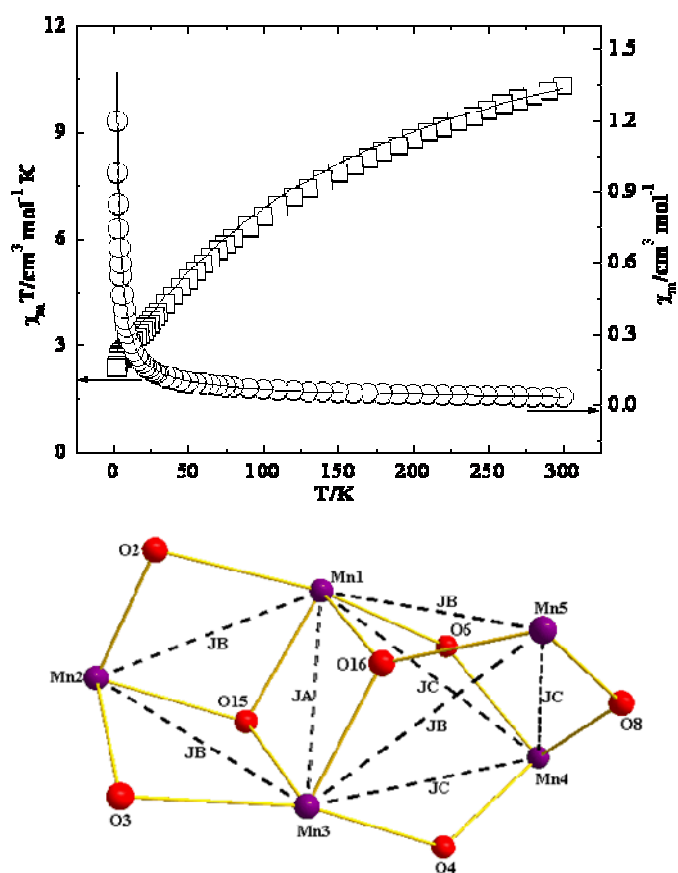 12
9
6
3
0
χmT/cm³ mol⁻¹ K
1.5
1.2
0.9
0.6
0.3
0.0
χm/cm³ mol⁻¹
0 50 100 150 200 250 300
T/K
O2
Mn1
JB
Mn5
JB
O6
Mn2
O16
O15
JA
JC
JC
JB
O8
JB
Mn4
JC
O3
Mn3
O4